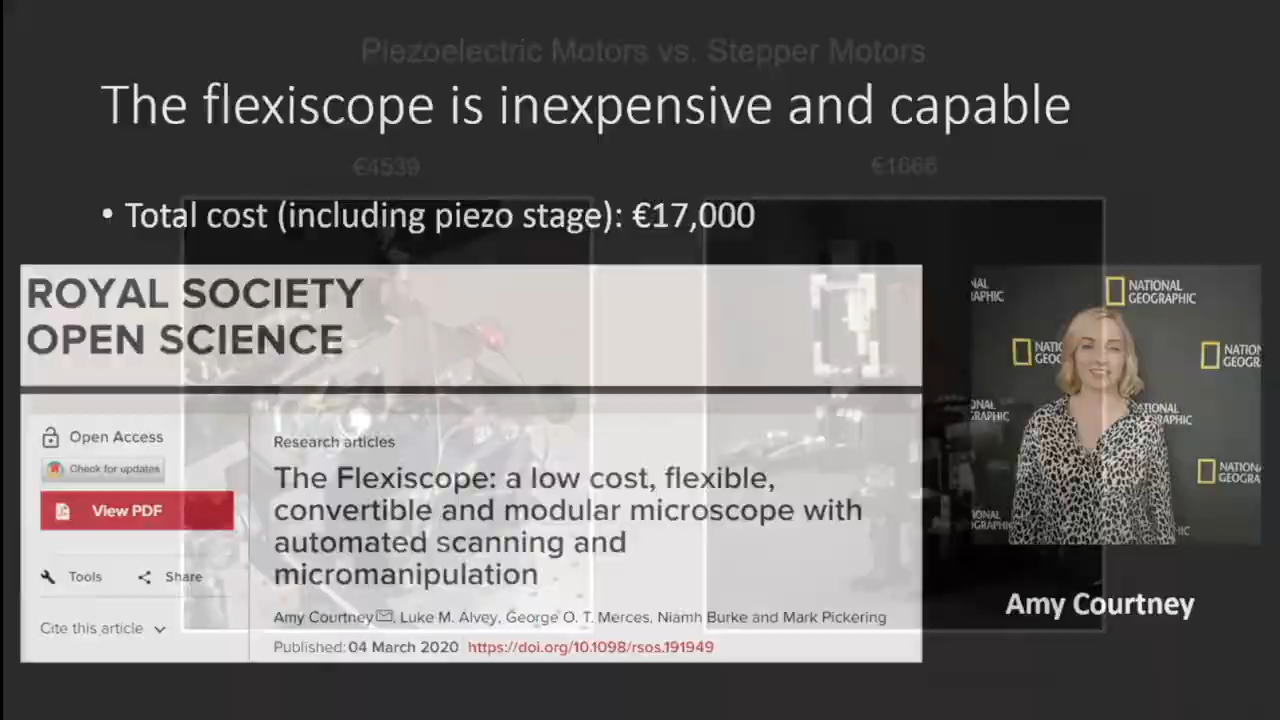 Piezoelectric Motors vs. Stepper Motors
The flexiscope is inexpensive and capable
€4539
€1666
• Total cost (including piezo stage): €17,000
ROYAL SOCIETY
OPEN SCIENCE
Open Access
Check for updates
View PDF
Tools
Share
Cite this article
Research articles
The Flexiscope: a low cost, flexible,
convertible and modular microscope with
automated scanning and
micromanipulation
Amy Courtney, Luke M. Alvey, George O. T. Merces, Niamh Burke and Mark Pickering
Published: 04 March 2020 https://doi.org/10.1098/rsos.191949
NATIONAL
GEOGRAPHIC
Amy Courtney